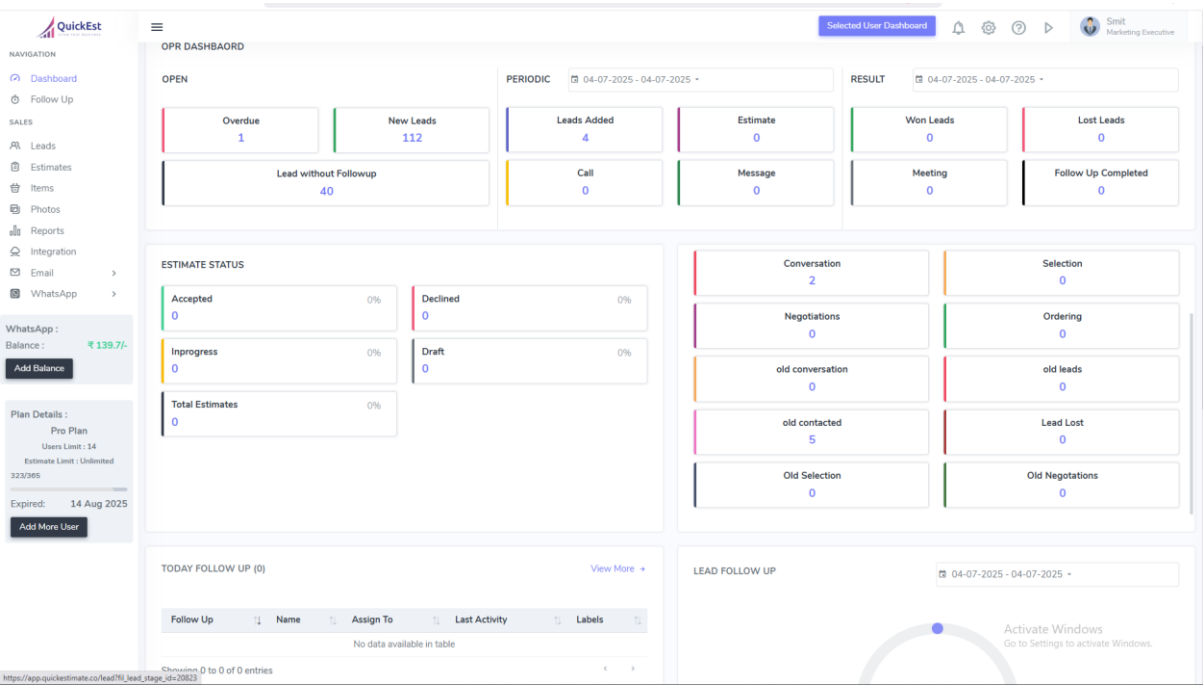 QuickEst
Selected User Dashboard
Smit
Marketing Executive
NAVIGATION
Dashboard
Follow Up
SALES
Leads
Estimates
Items
Photos
Reports
Integration
Email
WhatsApp
WhatsApp :
Balance : ₹ 139.7/-
Add Balance
Plan Details :
Pro Plan
Users Limit : 14
Estimate Limit : Unlimited
323/365
Expired: 14 Aug 2025
Add More User
OPR DASHBAORD
OPEN
Overdue
1
New Leads
112
Lead without Followup
40
PERIODIC 04-07-2025 - 04-07-2025
Leads Added
4
Estimate
0
Call
0
Message
0
RESULT 04-07-2025 - 04-07-2025
Won Leads
0
Lost Leads
0
Meeting
0
Follow Up Completed
0
ESTIMATE STATUS
Accepted 0%
0
Declined 0%
0
Inprogress 0%
0
Draft 0%
0
Total Estimates 0%
0
Conversation
2
Selection
0
Negotiations
0
Ordering
0
old conversation
0
old leads
0
old contacted
5
Lead Lost
0
Old Selection
0
Old Negotations
0
TODAY FOLLOW UP (0) View More
Follow Up Name Assign To Last Activity Labels
No data available in table
Showing 0 to 0 of 0 entries
LEAD FOLLOW UP 04-07-2025 - 04-07-2025
Activate Windows
Go to Settings to activate Windows.
https://app.quickestimate.co/lead?fil_lead_stage_id=20823